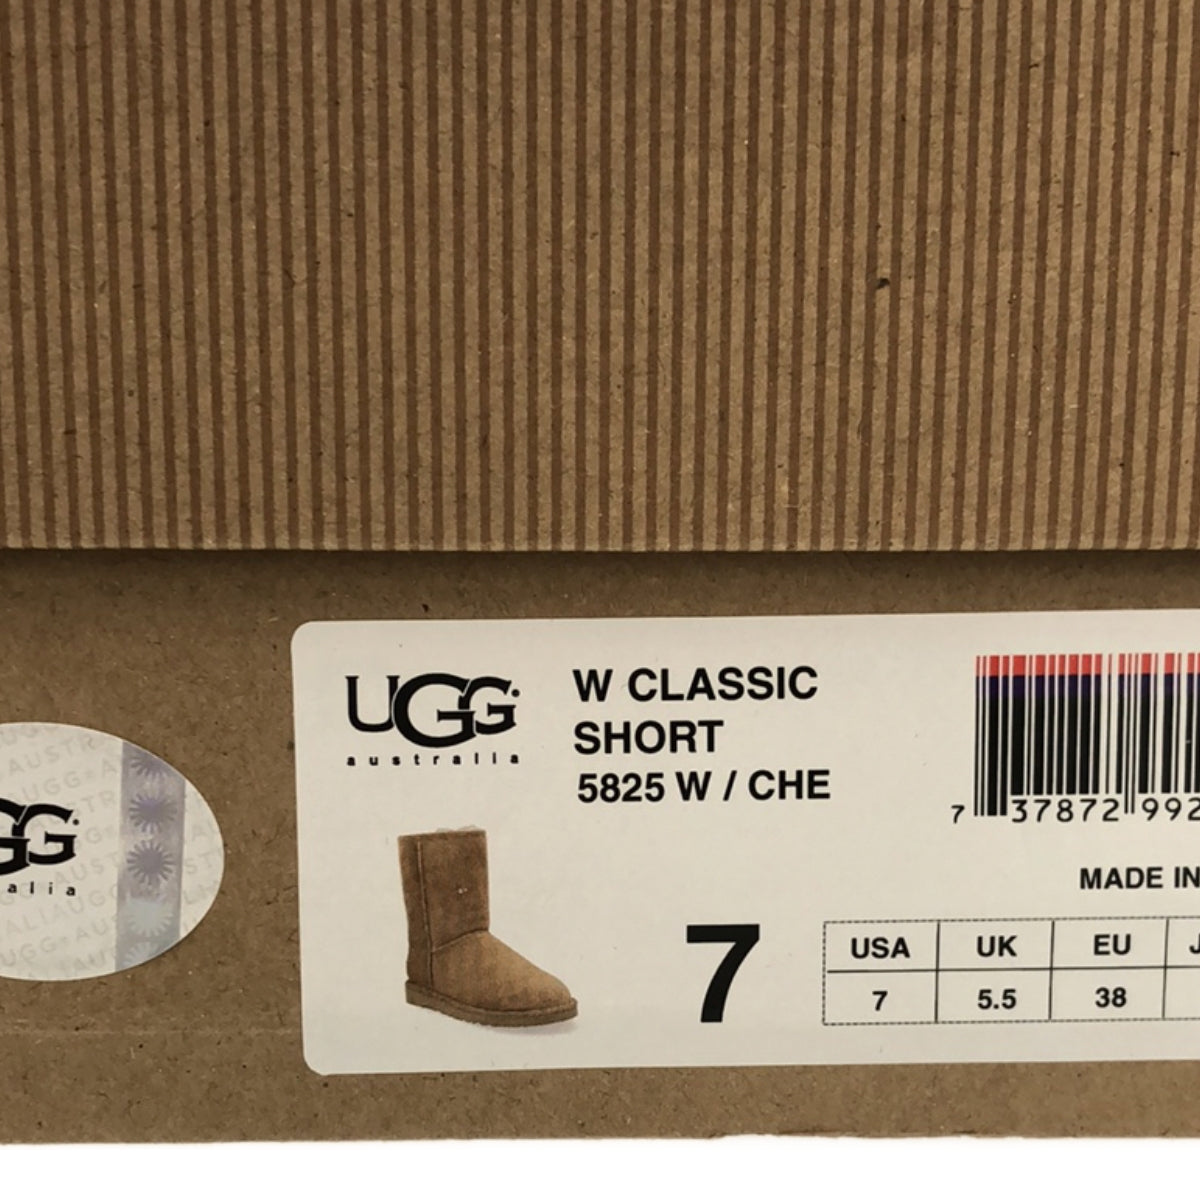 UGG
australia
W CLASSIC
SHORT
5825 W / CHE
7 37872 992
MADE IN
7
USA UK EU
7 5.5 38
GG
alia